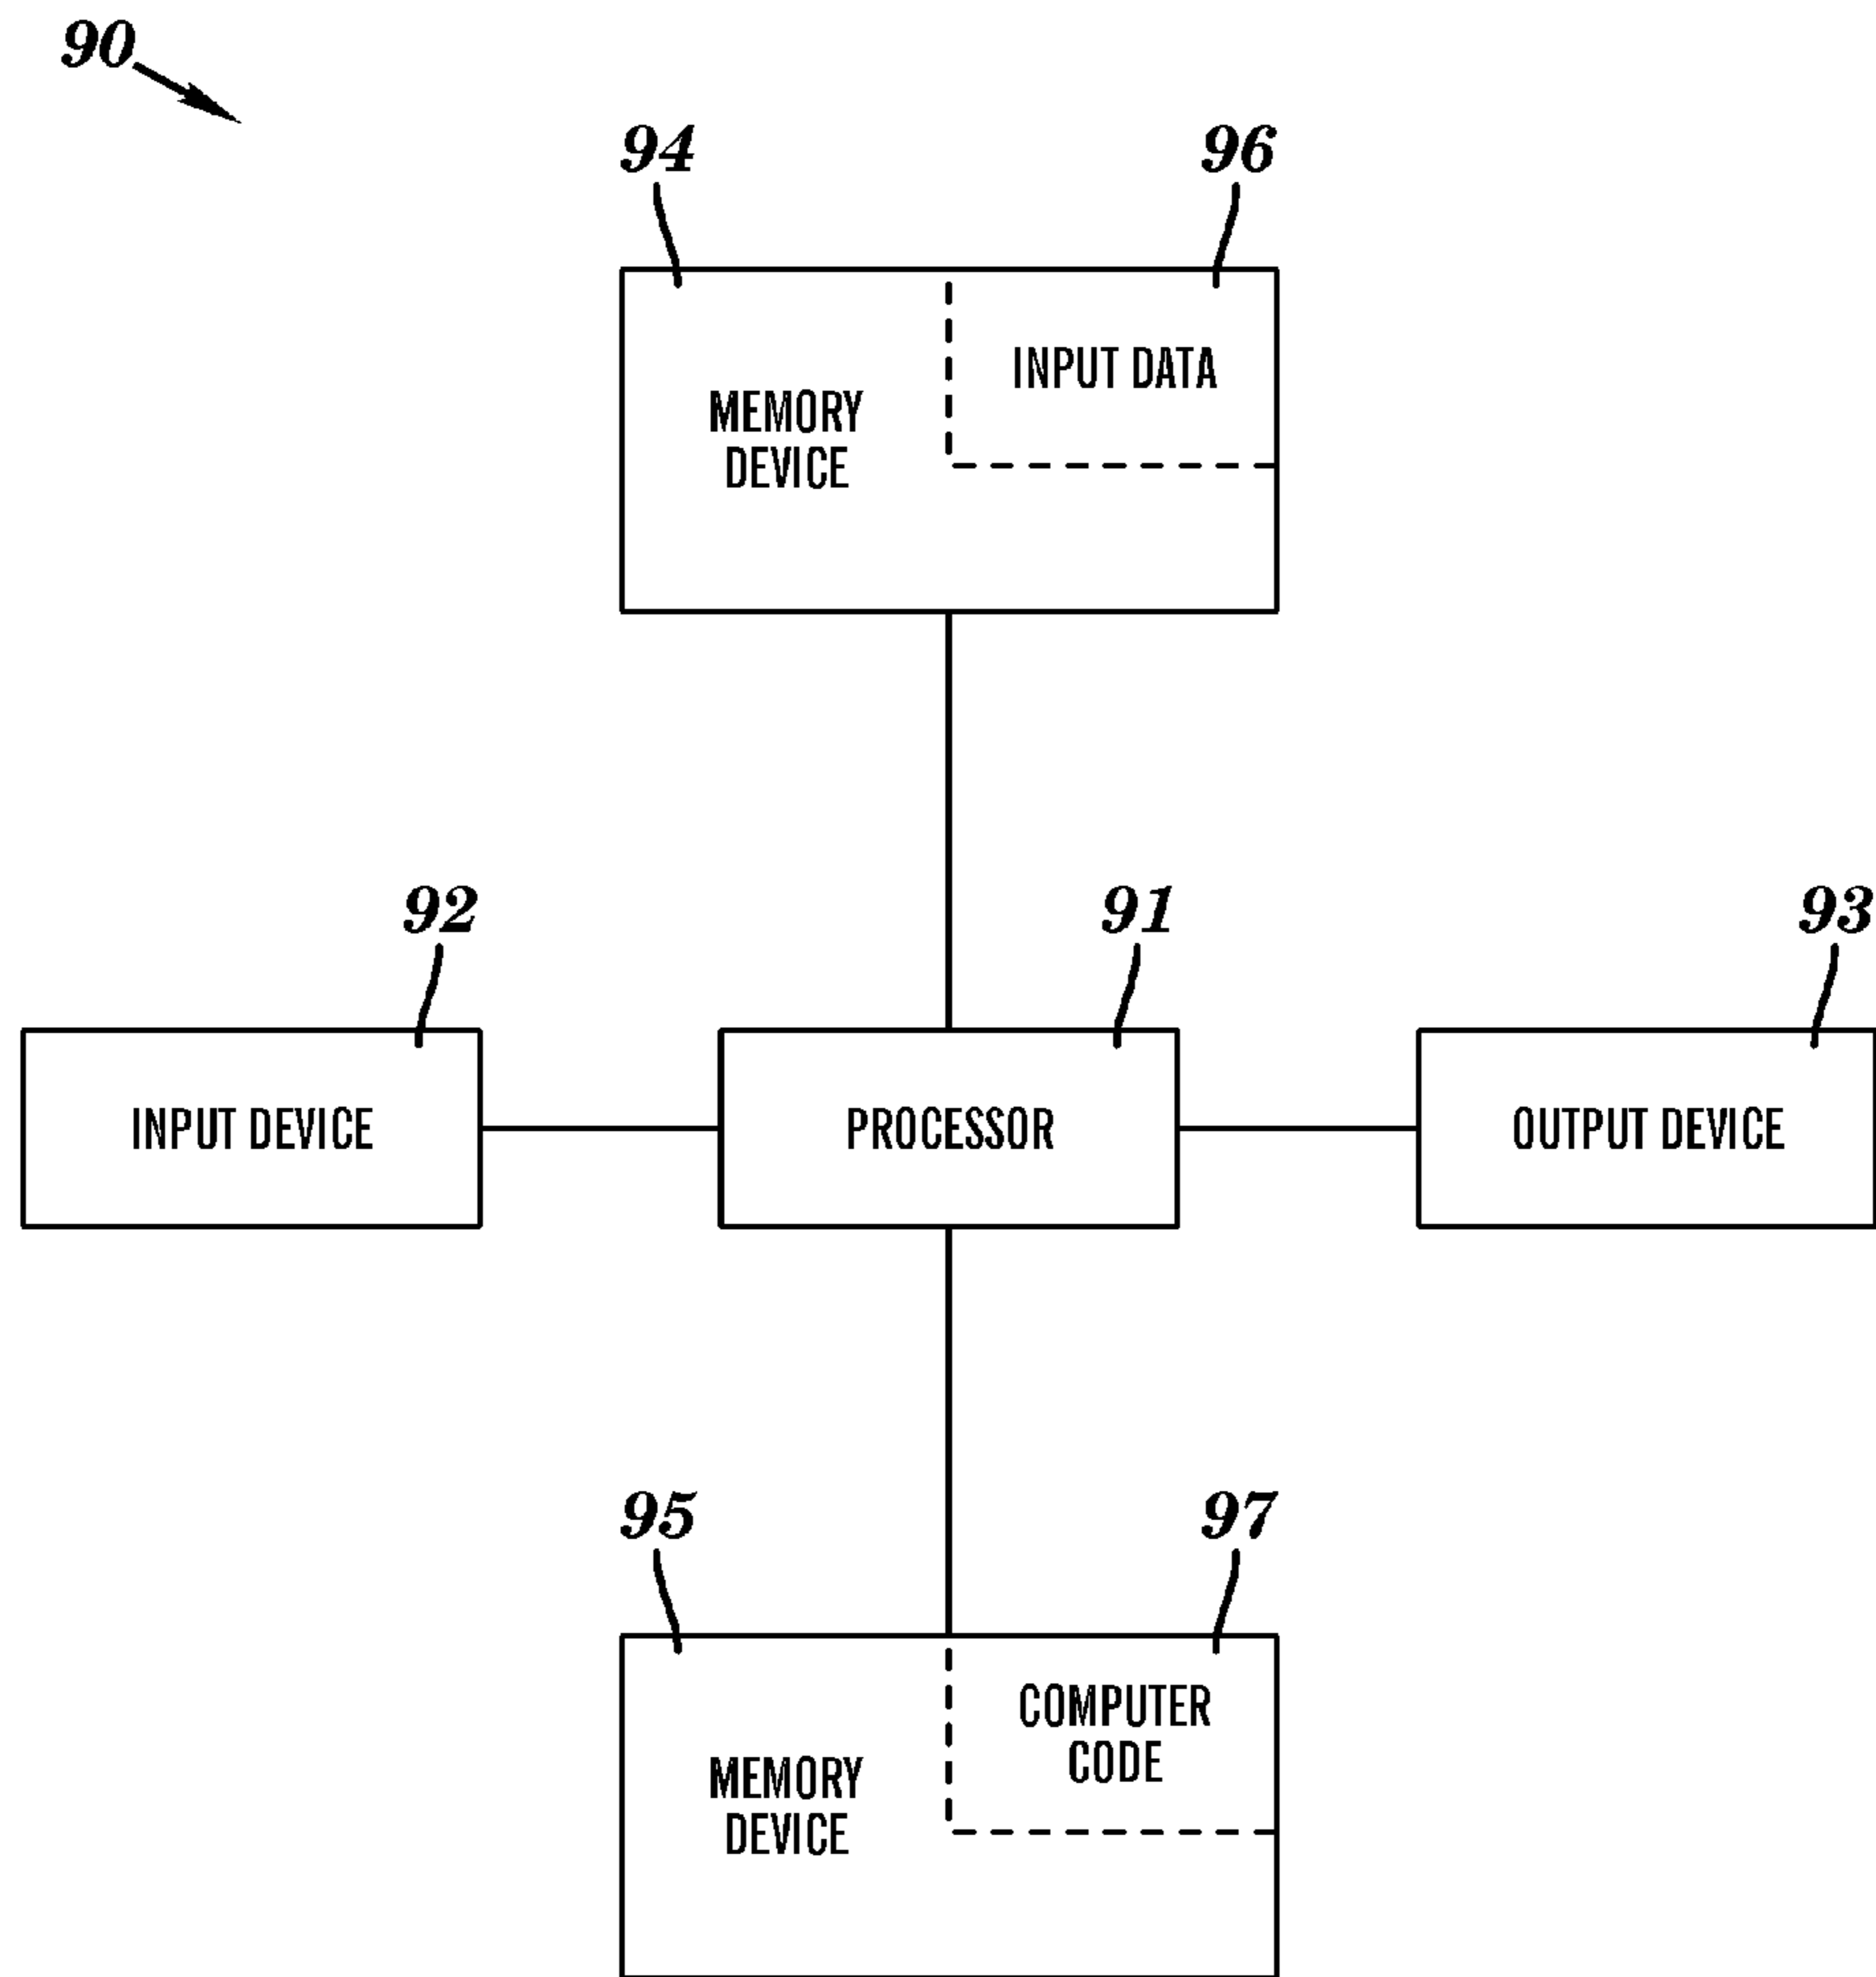 90
94
96
INPUT DATA
MEMORY
DEVICE
92
91
93
INPUT DEVICE
PROCESSOR
OUTPUT DEVICE
95
97
COMPUTER
CODE
MEMORY
DEVICE